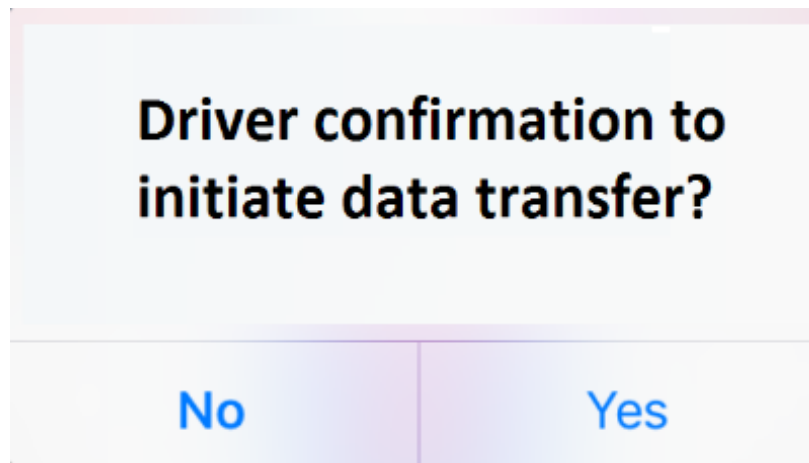 Driver confirmation to
initiate data transfer?
No
Yes